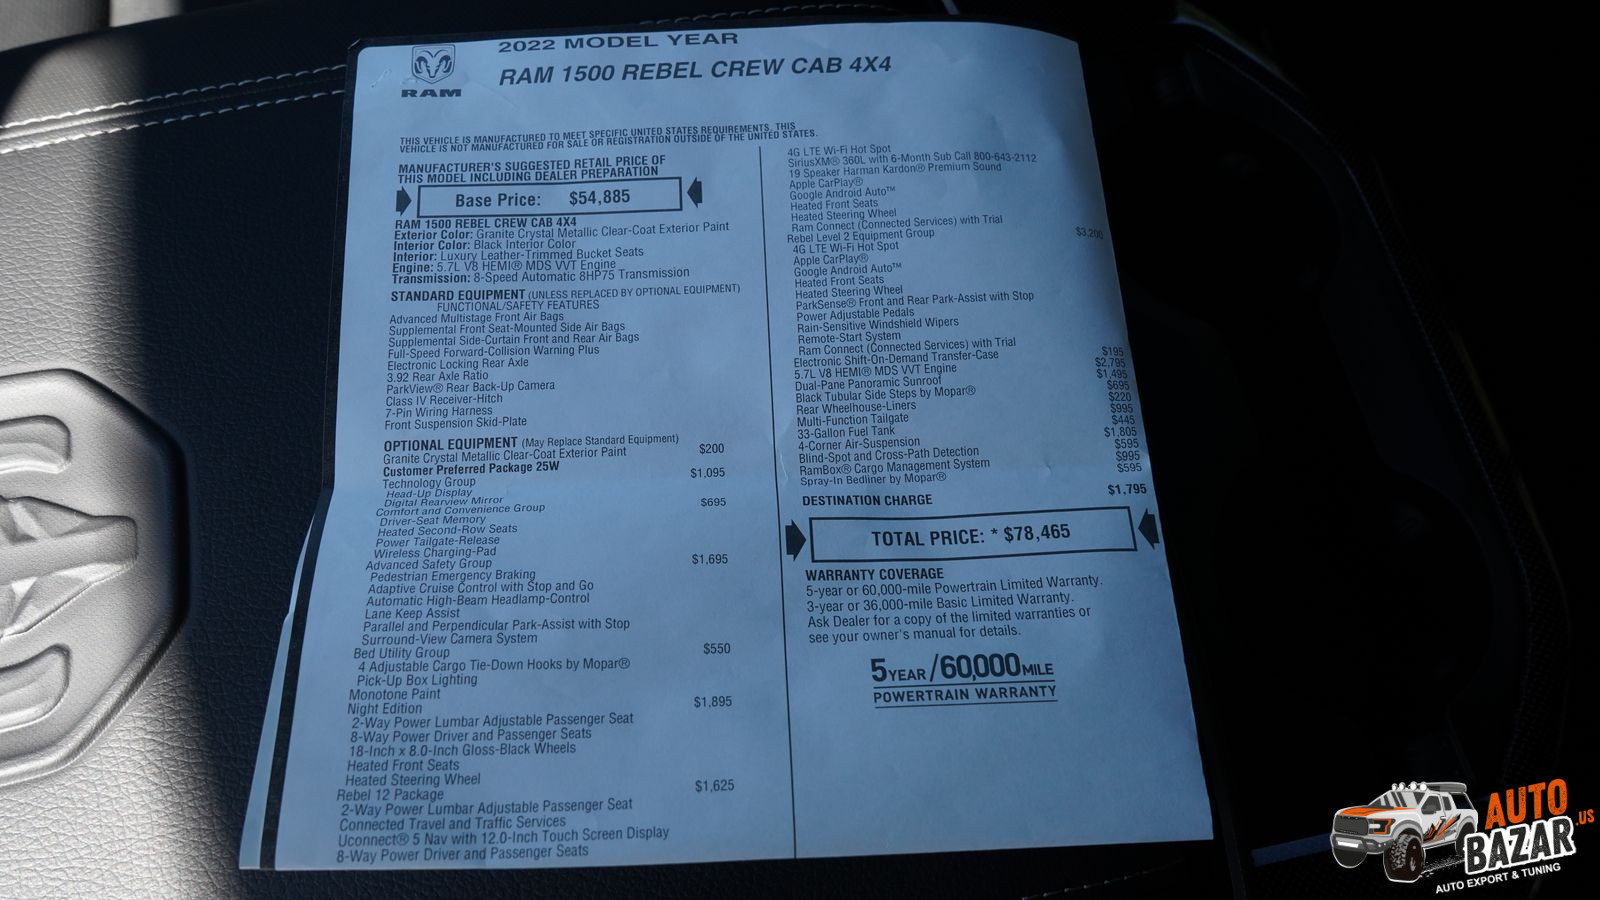 RAM
2022 MODEL YEAR
RAM 1500 REBEL CREW CAB 4X4
THIS VEHICLE IS MANUFACTURED TO MEET SPECIFIC UNITED STATES REQUIREMENTS. THIS
VEHICLE IS NOT MANUFACTURED FOR SALE OR REGISTRATION OUTSIDE OF THE UNITED STATES.
MANUFACTURER'S SUGGESTED RETAIL PRICE OF
THIS MODEL INCLUDING DEALER PREPARATION
Base Price: $54,885
RAM 1500 REBEL CREW CAB 4X4
Exterior Color: Granite Crystal Metallic Clear-Coat Exterior Paint
Interior Color: Black Interior Color
Interior: Luxury Leather-Trimmed Bucket Seats
Engine: 5.7L V8 HEMI® MDS VVT Engine
Transmission: 8-Speed Automatic 8HP75 Transmission
STANDARD EQUIPMENT (UNLESS REPLACED BY OPTIONAL EQUIPMENT)
FUNCTIONAL/SAFETY FEATURES
Advanced Multistage Front Air Bags
Supplemental Front Seat-Mounted Side Air Bags
Supplemental Side-Curtain Front and Rear Air Bags
Full-Speed Forward-Collision Warning Plus
Electronic Locking Rear Axle
3.92 Rear Axle Ratio
ParkView® Rear Back-Up Camera
Class IV Receiver-Hitch
7-Pin Wiring Harness
Front Suspension Skid-Plate
OPTIONAL EQUIPMENT (May Replace Standard Equipment)
Granite Crystal Metallic Clear-Coat Exterior Paint $200
Customer Preferred Package 25W
Technology Group $1,095
Head-Up Display
Digital Rearview Mirror
Comfort and Convenience Group $695
Driver-Seat Memory
Heated Second-Row Seats
Power Tailgate-Release
Wireless Charging-Pad
Advanced Safety Group $1,695
Pedestrian Emergency Braking
Adaptive Cruise Control with Stop and Go
Automatic High-Beam Headlamp-Control
Lane Keep Assist
Parallel and Perpendicular Park-Assist with Stop
Surround-View Camera System
Bed Utility Group $550
4 Adjustable Cargo Tie-Down Hooks by Mopar®
Pick-Up Box Lighting
Monotone Paint
Night Edition $1,895
2-Way Power Lumbar Adjustable Passenger Seat
8-Way Power Driver and Passenger Seats
18-Inch x 8.0-Inch Gloss-Black Wheels
Heated Front Seats
Heated Steering Wheel
Rebel 12 Package $1,625
2-Way Power Lumbar Adjustable Passenger Seat
Connected Travel and Traffic Services
Uconnect® 5 Nav with 12.0-Inch Touch Screen Display
8-Way Power Driver and Passenger Seats
4G LTE Wi-Fi Hot Spot
SiriusXM® 360L with 6-Month Sub Call 800-643-2112
19 Speaker Harman Kardon® Premium Sound
Apple CarPlay®
Google Android Auto™
Heated Front Seats
Heated Steering Wheel
Ram Connect (Connected Services) with Trial
Rebel Level 2 Equipment Group $3,200
4G LTE Wi-Fi Hot Spot
Apple CarPlay®
Google Android Auto™
Heated Front Seats
Heated Steering Wheel
ParkSense® Front and Rear Park-Assist with Stop
Power Adjustable Pedals
Rain-Sensitive Windshield Wipers
Remote-Start System
Ram Connect (Connected Services) with Trial
Electronic Shift-On-Demand Transfer-Case $195
5.7L V8 HEMI® MDS VVT Engine $2,795
Dual-Pane Panoramic Sunroof $1,495
Black Tubular Side Steps by Mopar® $695
Rear Wheelhouse-Liners $220
Multi-Function Tailgate $995
33-Gallon Fuel Tank $445
4-Corner Air-Suspension $1,805
Blind-Spot and Cross-Path Detection $595
RamBox® Cargo Management System $995
Spray-In Bedliner by Mopar® $595
DESTINATION CHARGE $1,795
TOTAL PRICE: * $78,465
WARRANTY COVERAGE
5-year or 60,000-mile Powertrain Limited Warranty.
3-year or 36,000-mile Basic Limited Warranty.
Ask Dealer for a copy of the limited warranties or
see your owner's manual for details.
5 YEAR/60,000 MILE
POWERTRAIN WARRANTY
AUTO
BAZAR.US
AUTO EXPORT & TUNING